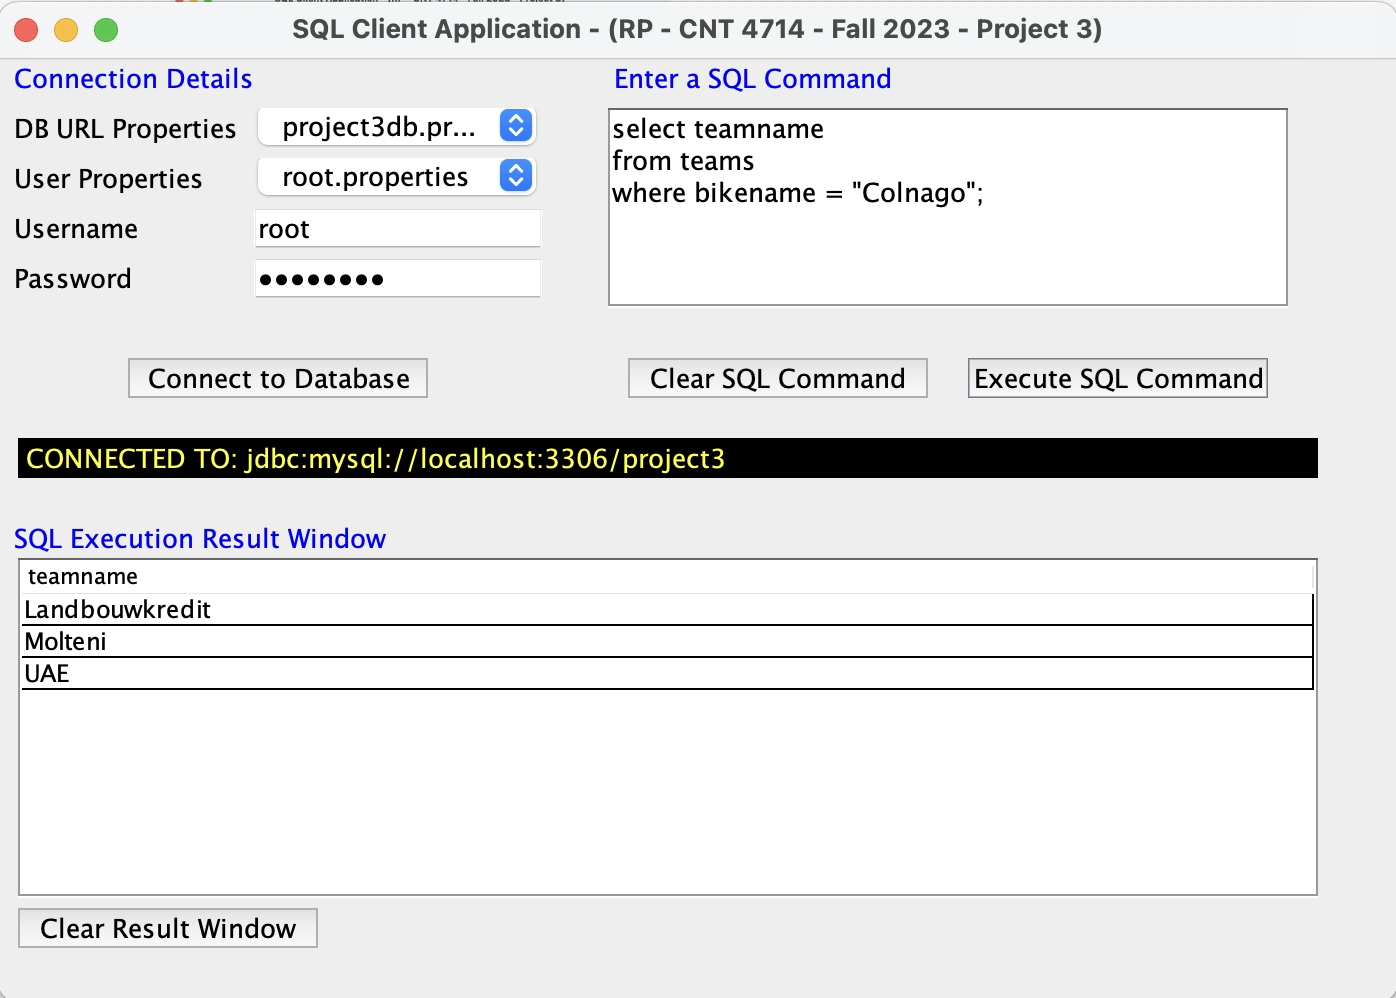 SQL Client Application - (RP - CNT 4714 - Fall 2023 - Project 3)
Connection Details
DB URL Properties
project3db.pr...
User Properties
root.properties
Username
root
Password
Enter a SQL Command
select teamname
from teams
where bikename = "Colnago";
Connect to Database
Clear SQL Command
Execute SQL Command
CONNECTED TO: jdbc:mysql://localhost:3306/project3
SQL Execution Result Window
teamname
Landbouwkredit
Molteni
UAE
Clear Result Window